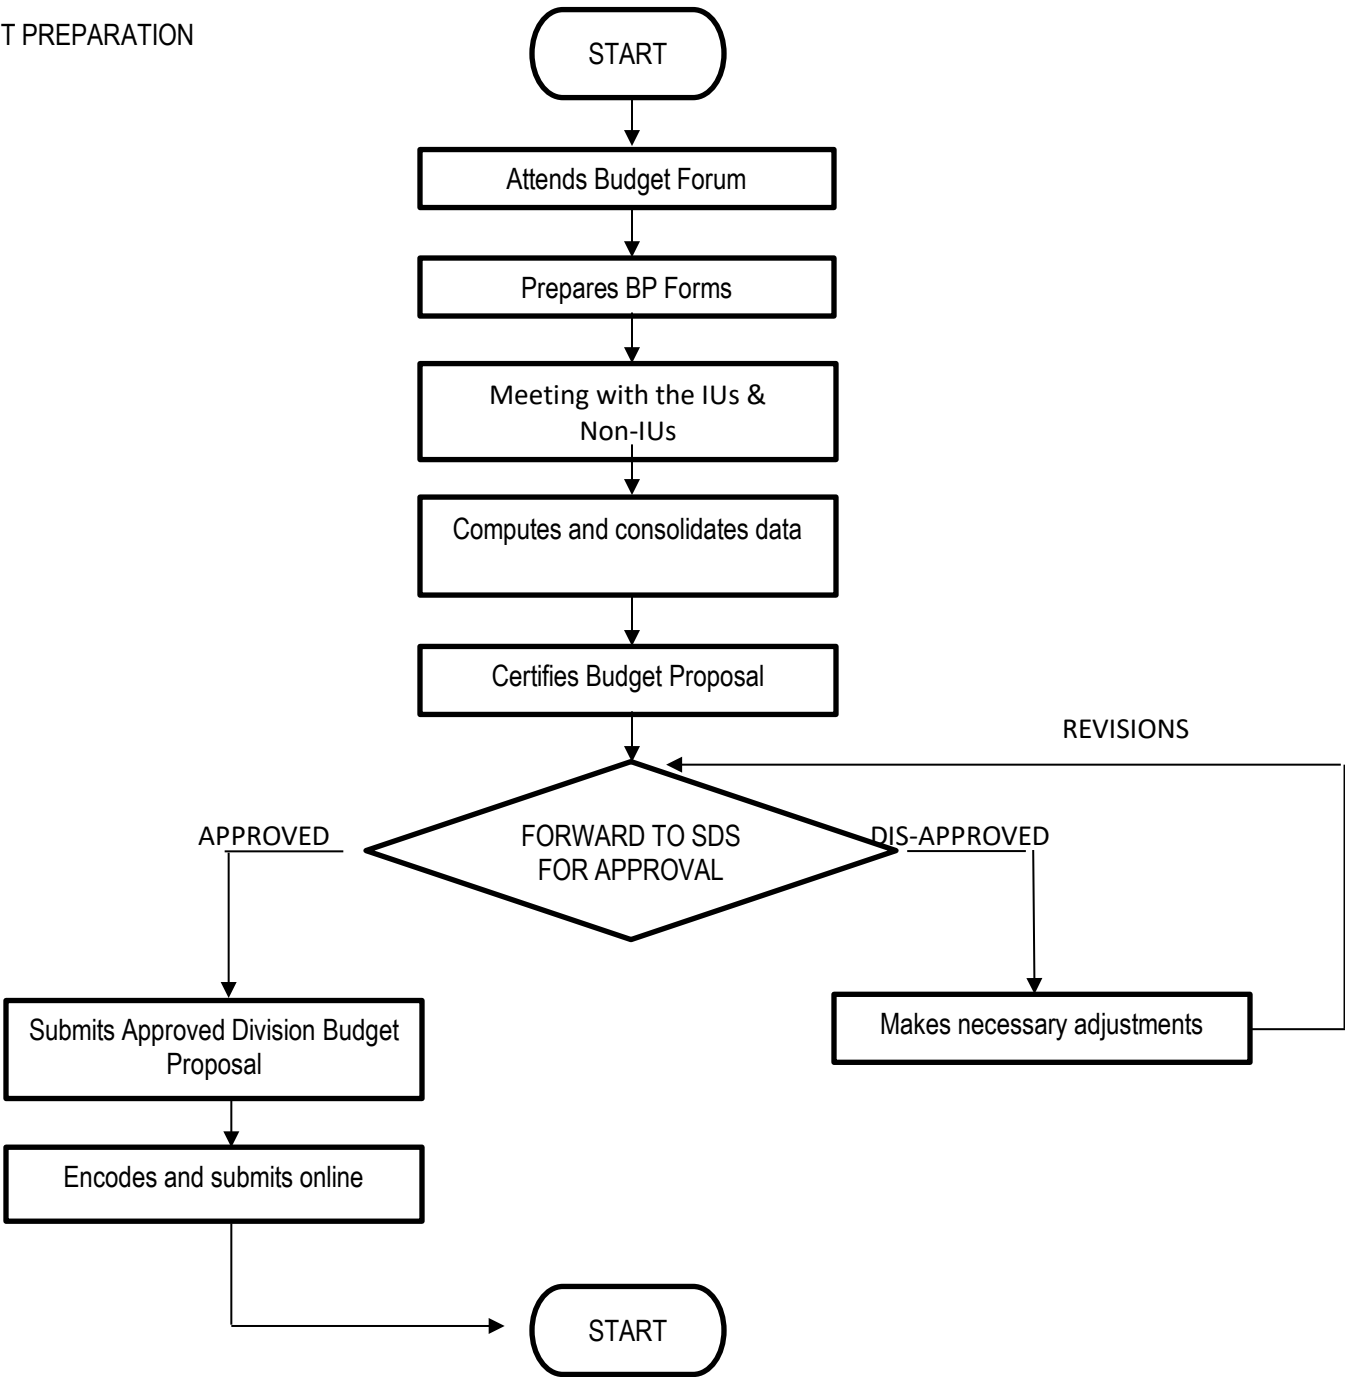 T PREPARATION
START
Attends Budget Forum
Prepares BP Forms
Meeting with the IUs &
Non-IUs
Computes and consolidates data
Certifies Budget Proposal
REVISIONS
APPROVED
FORWARD TO SDS
FOR APPROVAL
DIS-APPROVED
Submits Approved Division Budget
Proposal
Makes necessary adjustments
Encodes and submits online
START